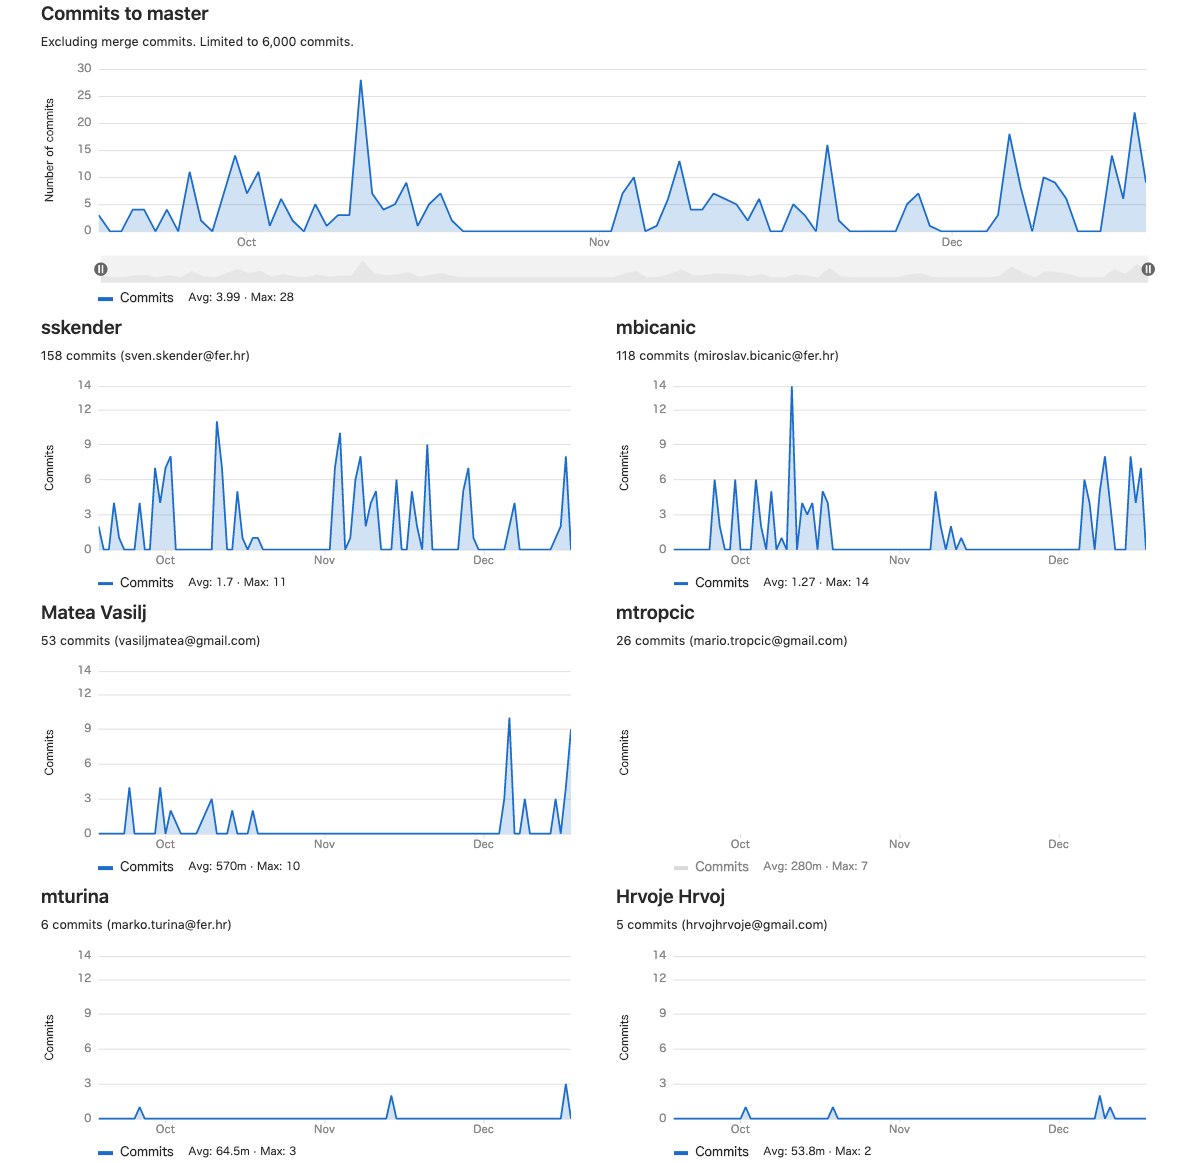 Commits to master
Excluding merge commits. Limited to 6,000 commits.
Number of commits
30
25
20
15
10
5
0
Oct
Nov
Dec
Commits Avg: 3.99 · Max: 28
sskender
158 commits (sven.skender@fer.hr)
Commits
14
12
9
6
3
0
Oct
Nov
Dec
Commits Avg: 1.7 · Max: 11
mbicanic
118 commits (miroslav.bicanic@fer.hr)
Commits
14
12
9
6
3
0
Oct
Nov
Dec
Commits Avg: 1.27 · Max: 14
Matea Vasilj
53 commits (vasiljmatea@gmail.com)
Commits
14
12
9
6
3
0
Oct
Nov
Dec
Commits Avg: 570m · Max: 10
mtropcic
26 commits (mario.tropcic@gmail.com)
Commits
Oct
Nov
Dec
Commits Avg: 280m · Max: 7
mturina
6 commits (marko.turina@fer.hr)
Commits
14
12
9
6
3
0
Oct
Nov
Dec
Commits Avg: 64.5m · Max: 3
Hrvoje Hrvoj
5 commits (hrvojhrvoje@gmail.com)
Commits
14
12
9
6
3
0
Oct
Nov
Dec
Commits Avg: 53.8m · Max: 2